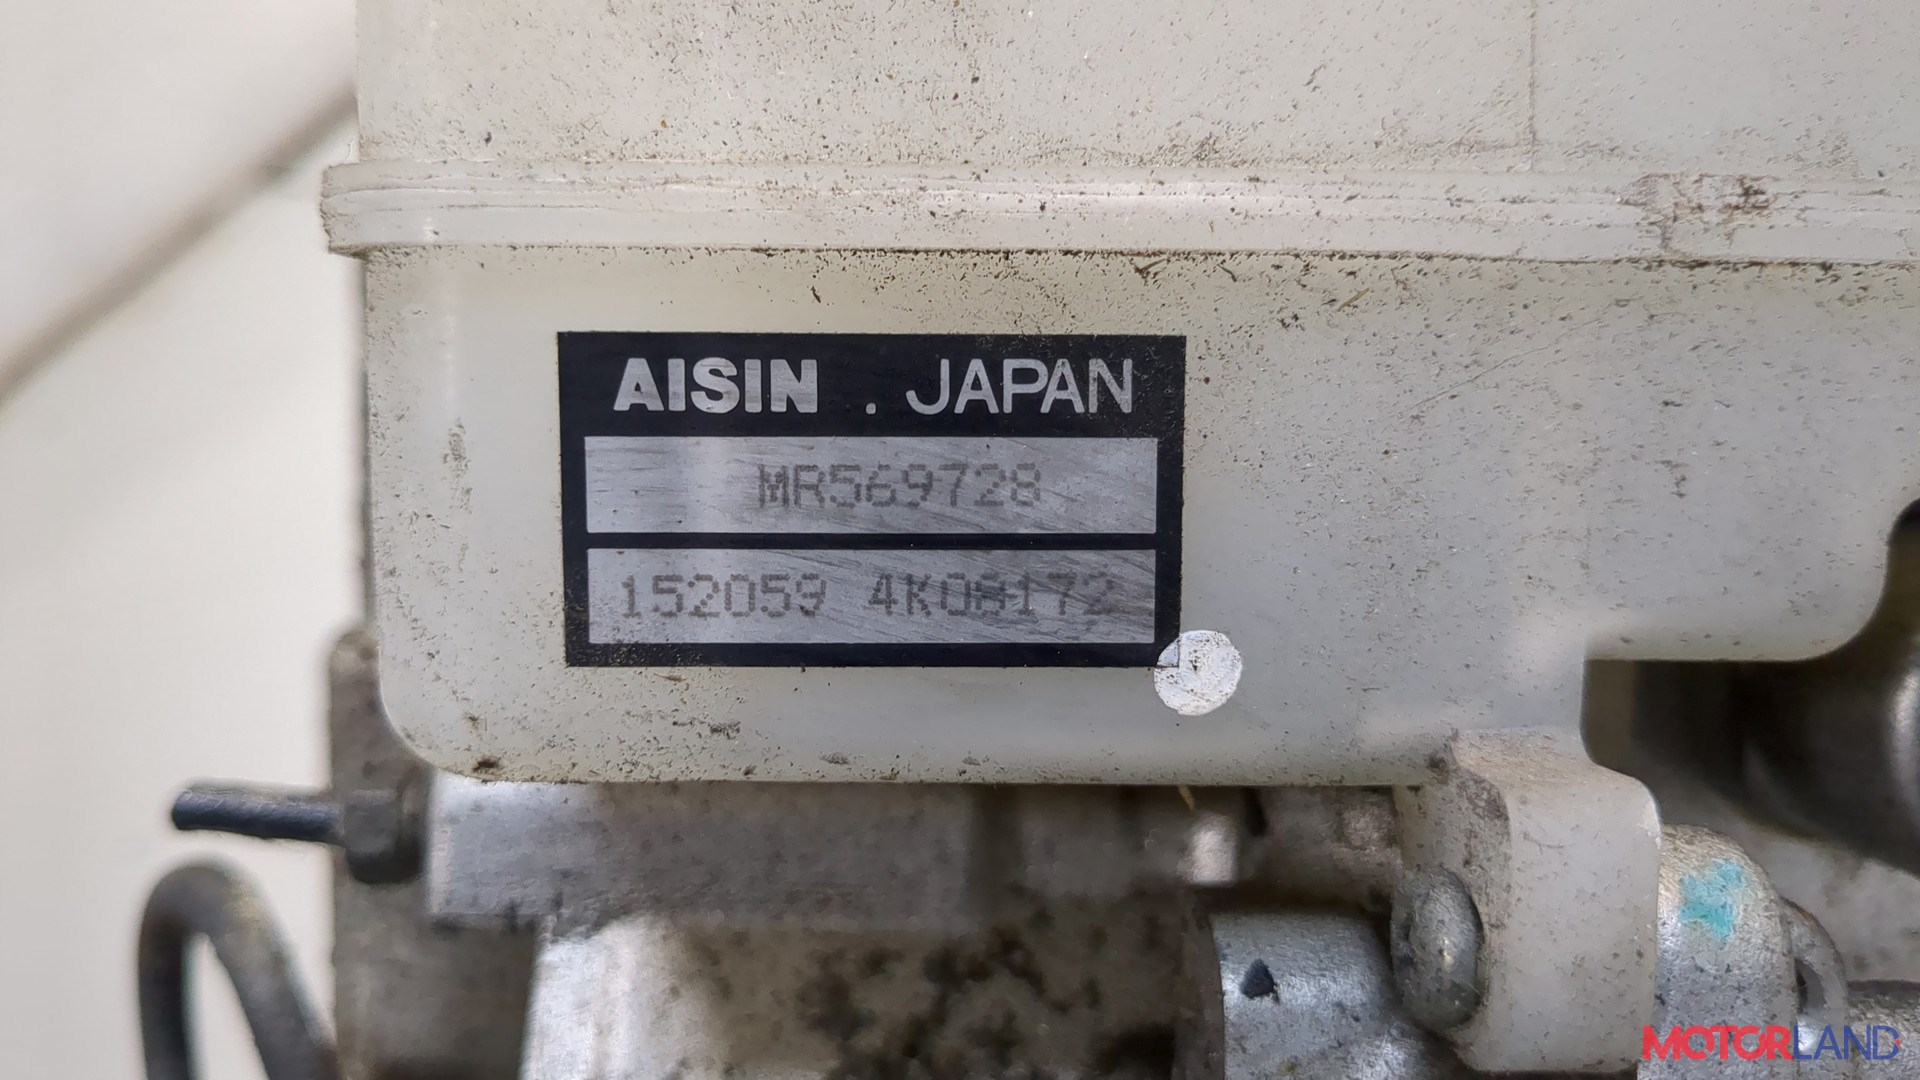 AISIN . JAPAN
MR569728
152059 4K08172
MOTORLAND